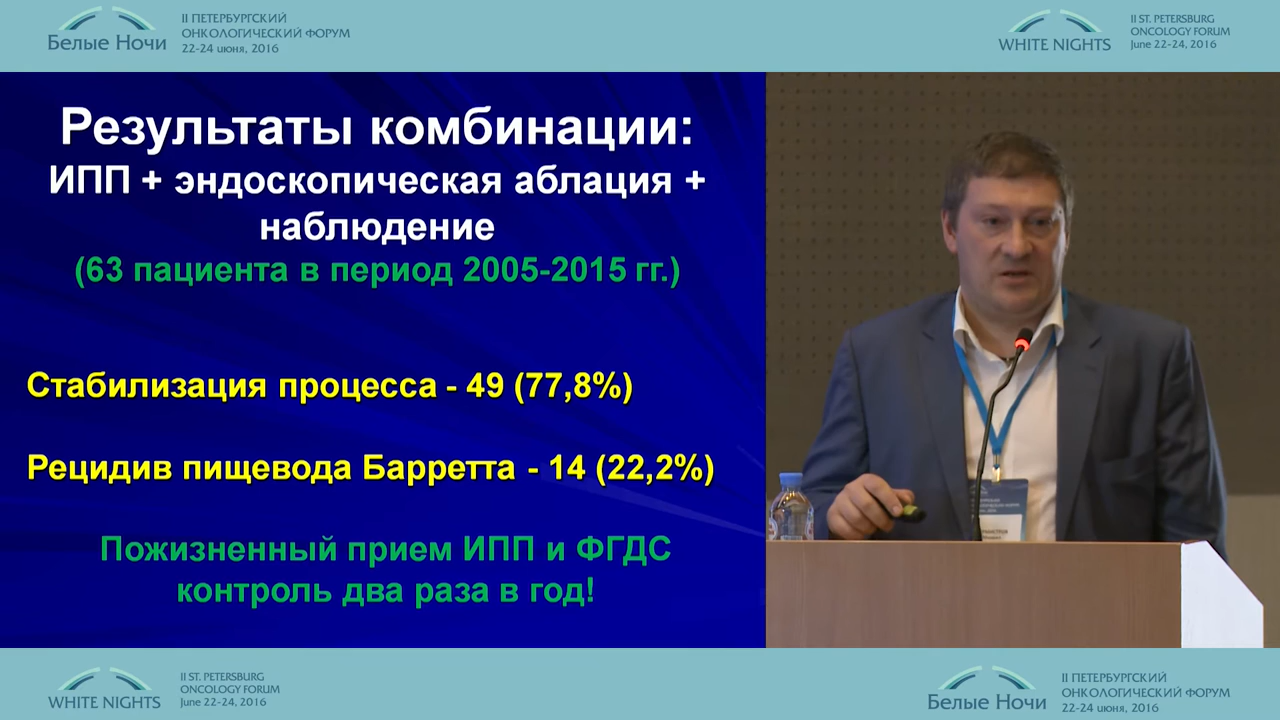 Белые Ночи
II ПЕТЕРБУРГСКИЙ
ОНКОЛОГИЧЕСКИЙ ФОРУМ
22-24 июня, 2016
WHITE NIGHTS
II ST. PETERSBURG
ONCOLOGY FORUM
June 22-24, 2016
Результаты комбинации:
ИПП + эндоскопическая аблация +
наблюдение
(63 пациента в период 2005-2015 гг.)
Стабилизация процесса - 49 (77,8%)
Рецидив пищевода Барретта - 14 (22,2%)
Пожизненный прием ИПП и ФГДС
контроль два раза в год!
WHITE NIGHTS
II ST. PETERSBURG
ONCOLOGY FORUM
June 22-24, 2016
Белые Ночи
II ПЕТЕРБУРГСКИЙ
ОНКОЛОГИЧЕСКИЙ ФОРУМ
22-24 июня, 2016